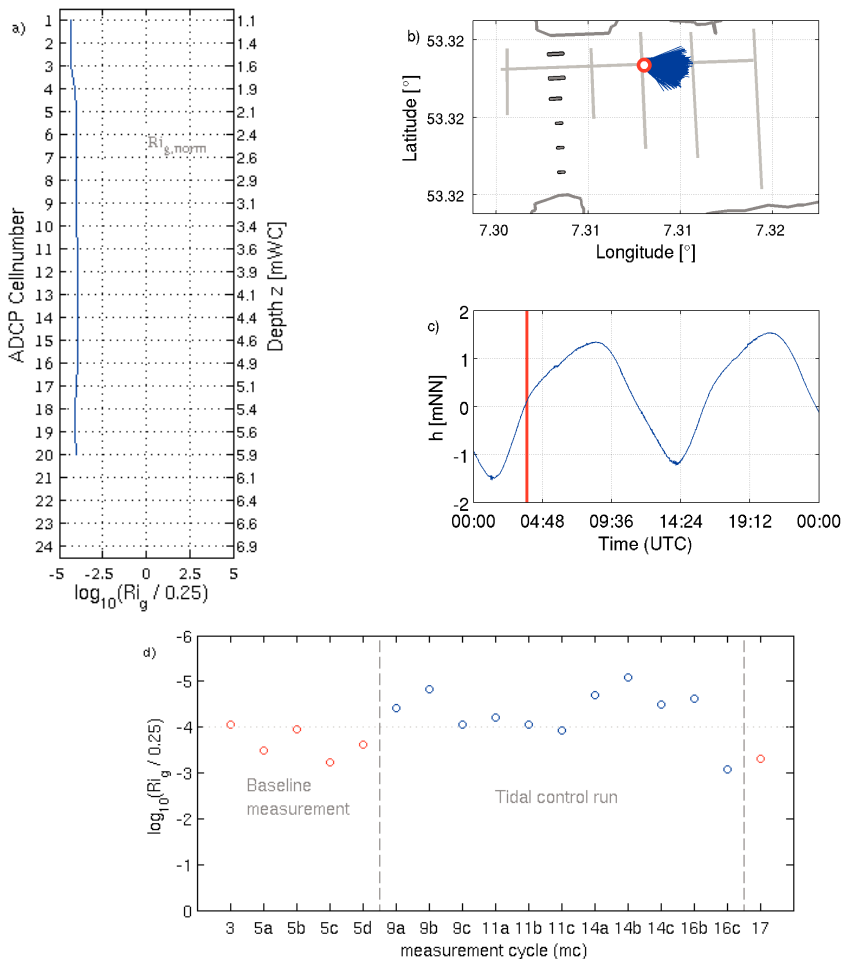 a)
1 1.1
2 1.4
3 1.6
4 1.9
5 2.1
6 2.4
7 2.6
8 2.9
9 3.1
10 3.4
11 3.6
12 3.9
13 4.1
14 4.4
15 4.6
16 4.9
17 5.1
18 5.4
19 5.6
20 5.9
21 6.1
22 6.4
23 6.6
24 6.9
ADCP Cellnumber
Depth z [mWC]
Ri_g,norm
-5 -2.5 0 2.5 5
log_10(Ri_g / 0.25)
b)
53.32
53.32
53.32
Latitude [°]
7.30 7.31 7.31 7.32
Longitude [°]
c)
2
1
0
-1
-2
h [mNN]
00:00 04:48 09:36 14:24 19:12 00:00
Time (UTC)
d)
-6
-5
-4
-3
-2
-1
0
log_10(Ri_g / 0.25)
Baseline
measurement
Tidal control run
3 5a 5b 5c 5d 9a 9b 9c 11a 11b 11c 14a 14b 14c 16b 16c 17
measurement cycle (mc)